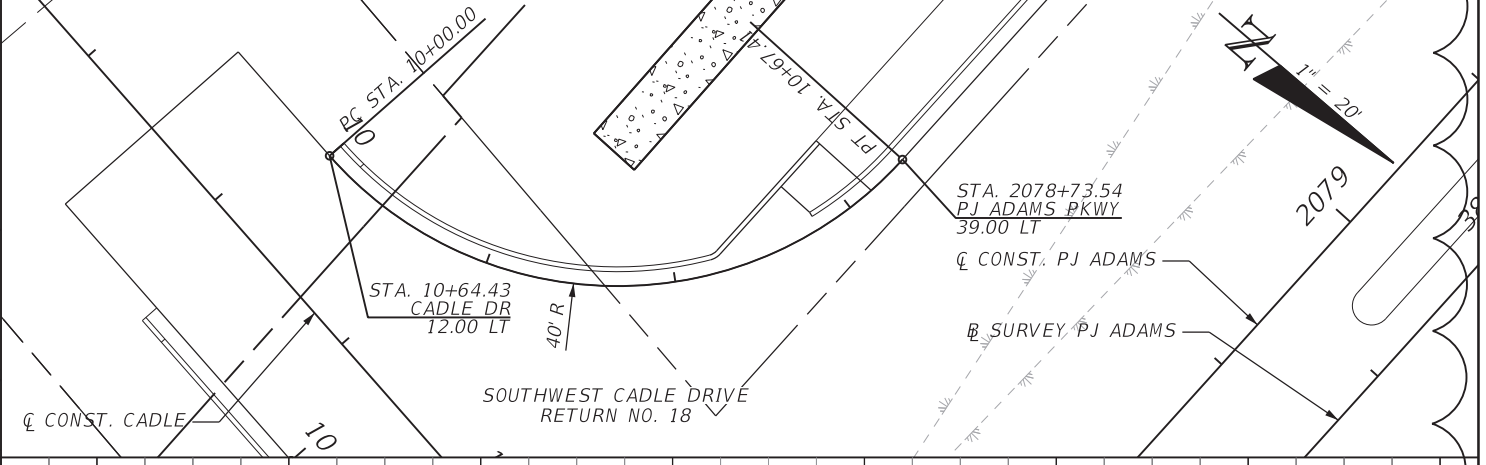 PC STA. 10+00.00
10
PT STA. 10+67.41
N
1" = 20'
2079
STA. 2078+73.54
PJ ADAMS PKWY
39.00 LT
℄ CONST. PJ ADAMS
STA. 10+64.43
CADLE DR
12.00 LT
40' R
B SURVEY PJ ADAMS
SOUTHWEST CADLE DRIVE
RETURN NO. 18
℄ CONST. CADLE
10